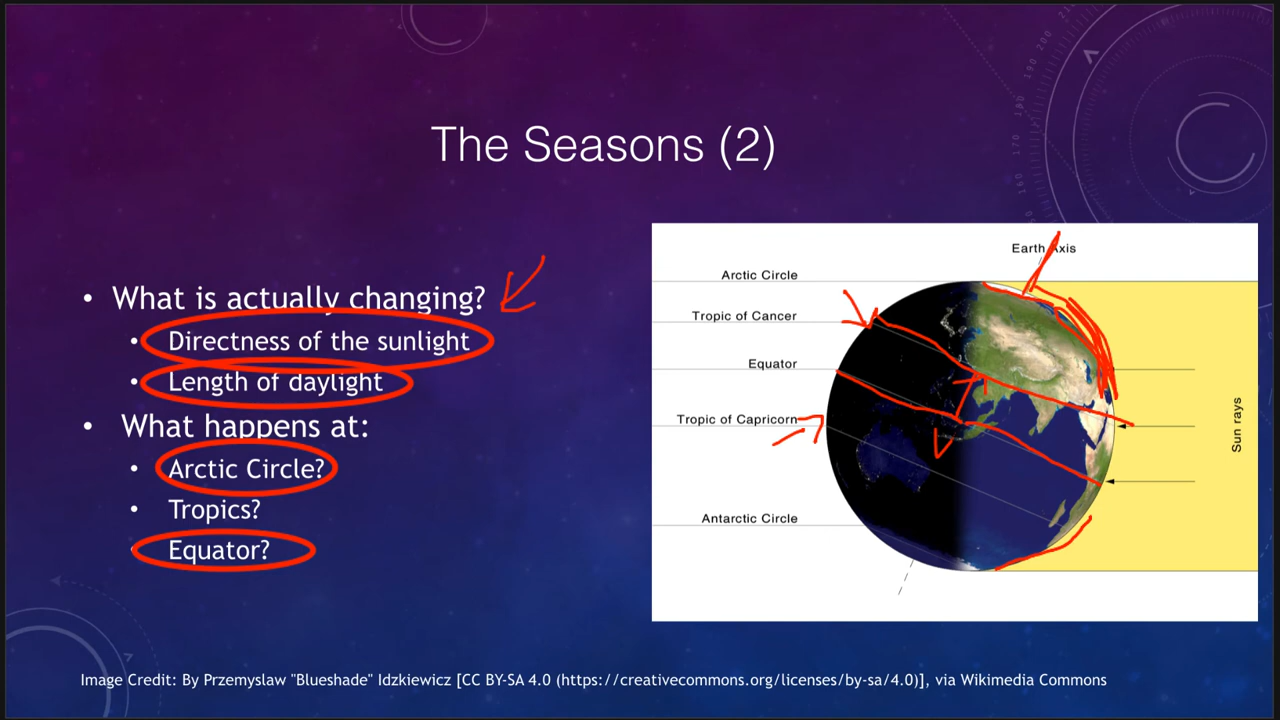 The Seasons (2)
• What is actually changing?
• Directness of the sunlight
• Length of daylight
• What happens at:
• Arctic Circle?
• Tropics?
• Equator?
Earth Axis
Arctic Circle
Tropic of Cancer
Equator
Tropic of Capricorn
Antarctic Circle
Sun rays
Image Credit: By Przemyslaw "Blueshade" Idzkiewicz [CC BY-SA 4.0 (https://creativecommons.org/licenses/by-sa/4.0)], via Wikimedia Commons